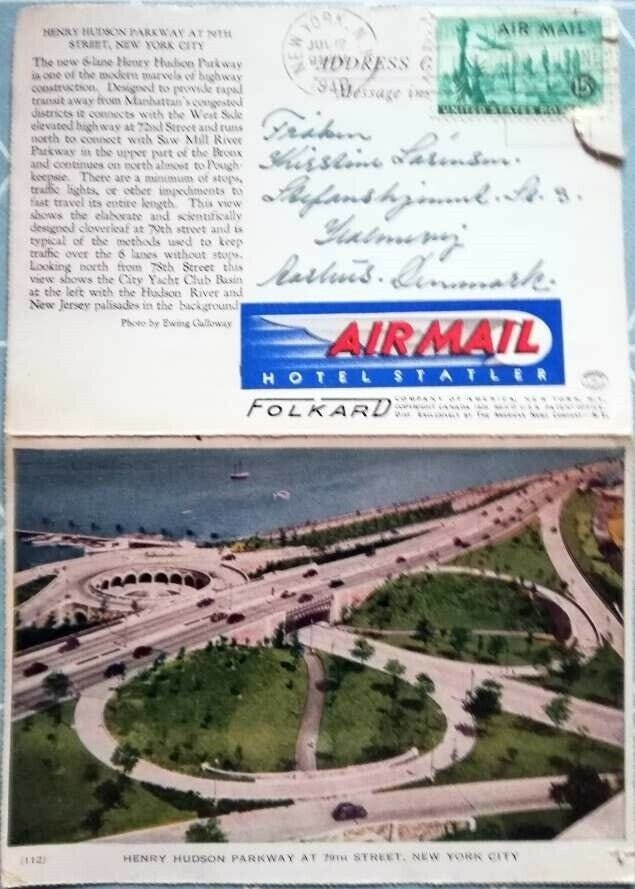 HENRY HUDSON PARKWAY AT 79TH
STREET, NEW YORK CITY
The new 6-lane Henry Hudson Parkway
is one of the modern marvels of highway
construction. Designed to provide rapid
transit away from Manhattan's congested
districts it connects with the West Side
elevated highway at 72nd Street and runs
north to connect with Saw Mill River
Parkway in the upper part of the Bronx
and continues on north almost to Pough-
keepsie. There are a minimum of stops,
traffic lights, or other impediments to
fast travel its entire length. This view
shows the elaborate and scientifically
designed cloverleaf at 79th street and is
typical of the methods used to keep
traffic over the 6 lanes without stops.
Looking north from 78th Street this
view shows the City Yacht Club Basin
at the left with the Hudson River and
New Jersey palisades in the background
Photo by Ewing Galloway
NEW YORK, N.Y.
ADDRESS
Message
AIR MAIL
15¢
UNITED STATES
Frøken
Kirstine Sørensen.
Aarhus. Denmark.
AIR MAIL
HOTEL STATLER
FOLKARD COMPANY OF AMERICA, NEW YORK, N.Y.
(112) HENRY HUDSON PARKWAY AT 79TH STREET, NEW YORK CITY